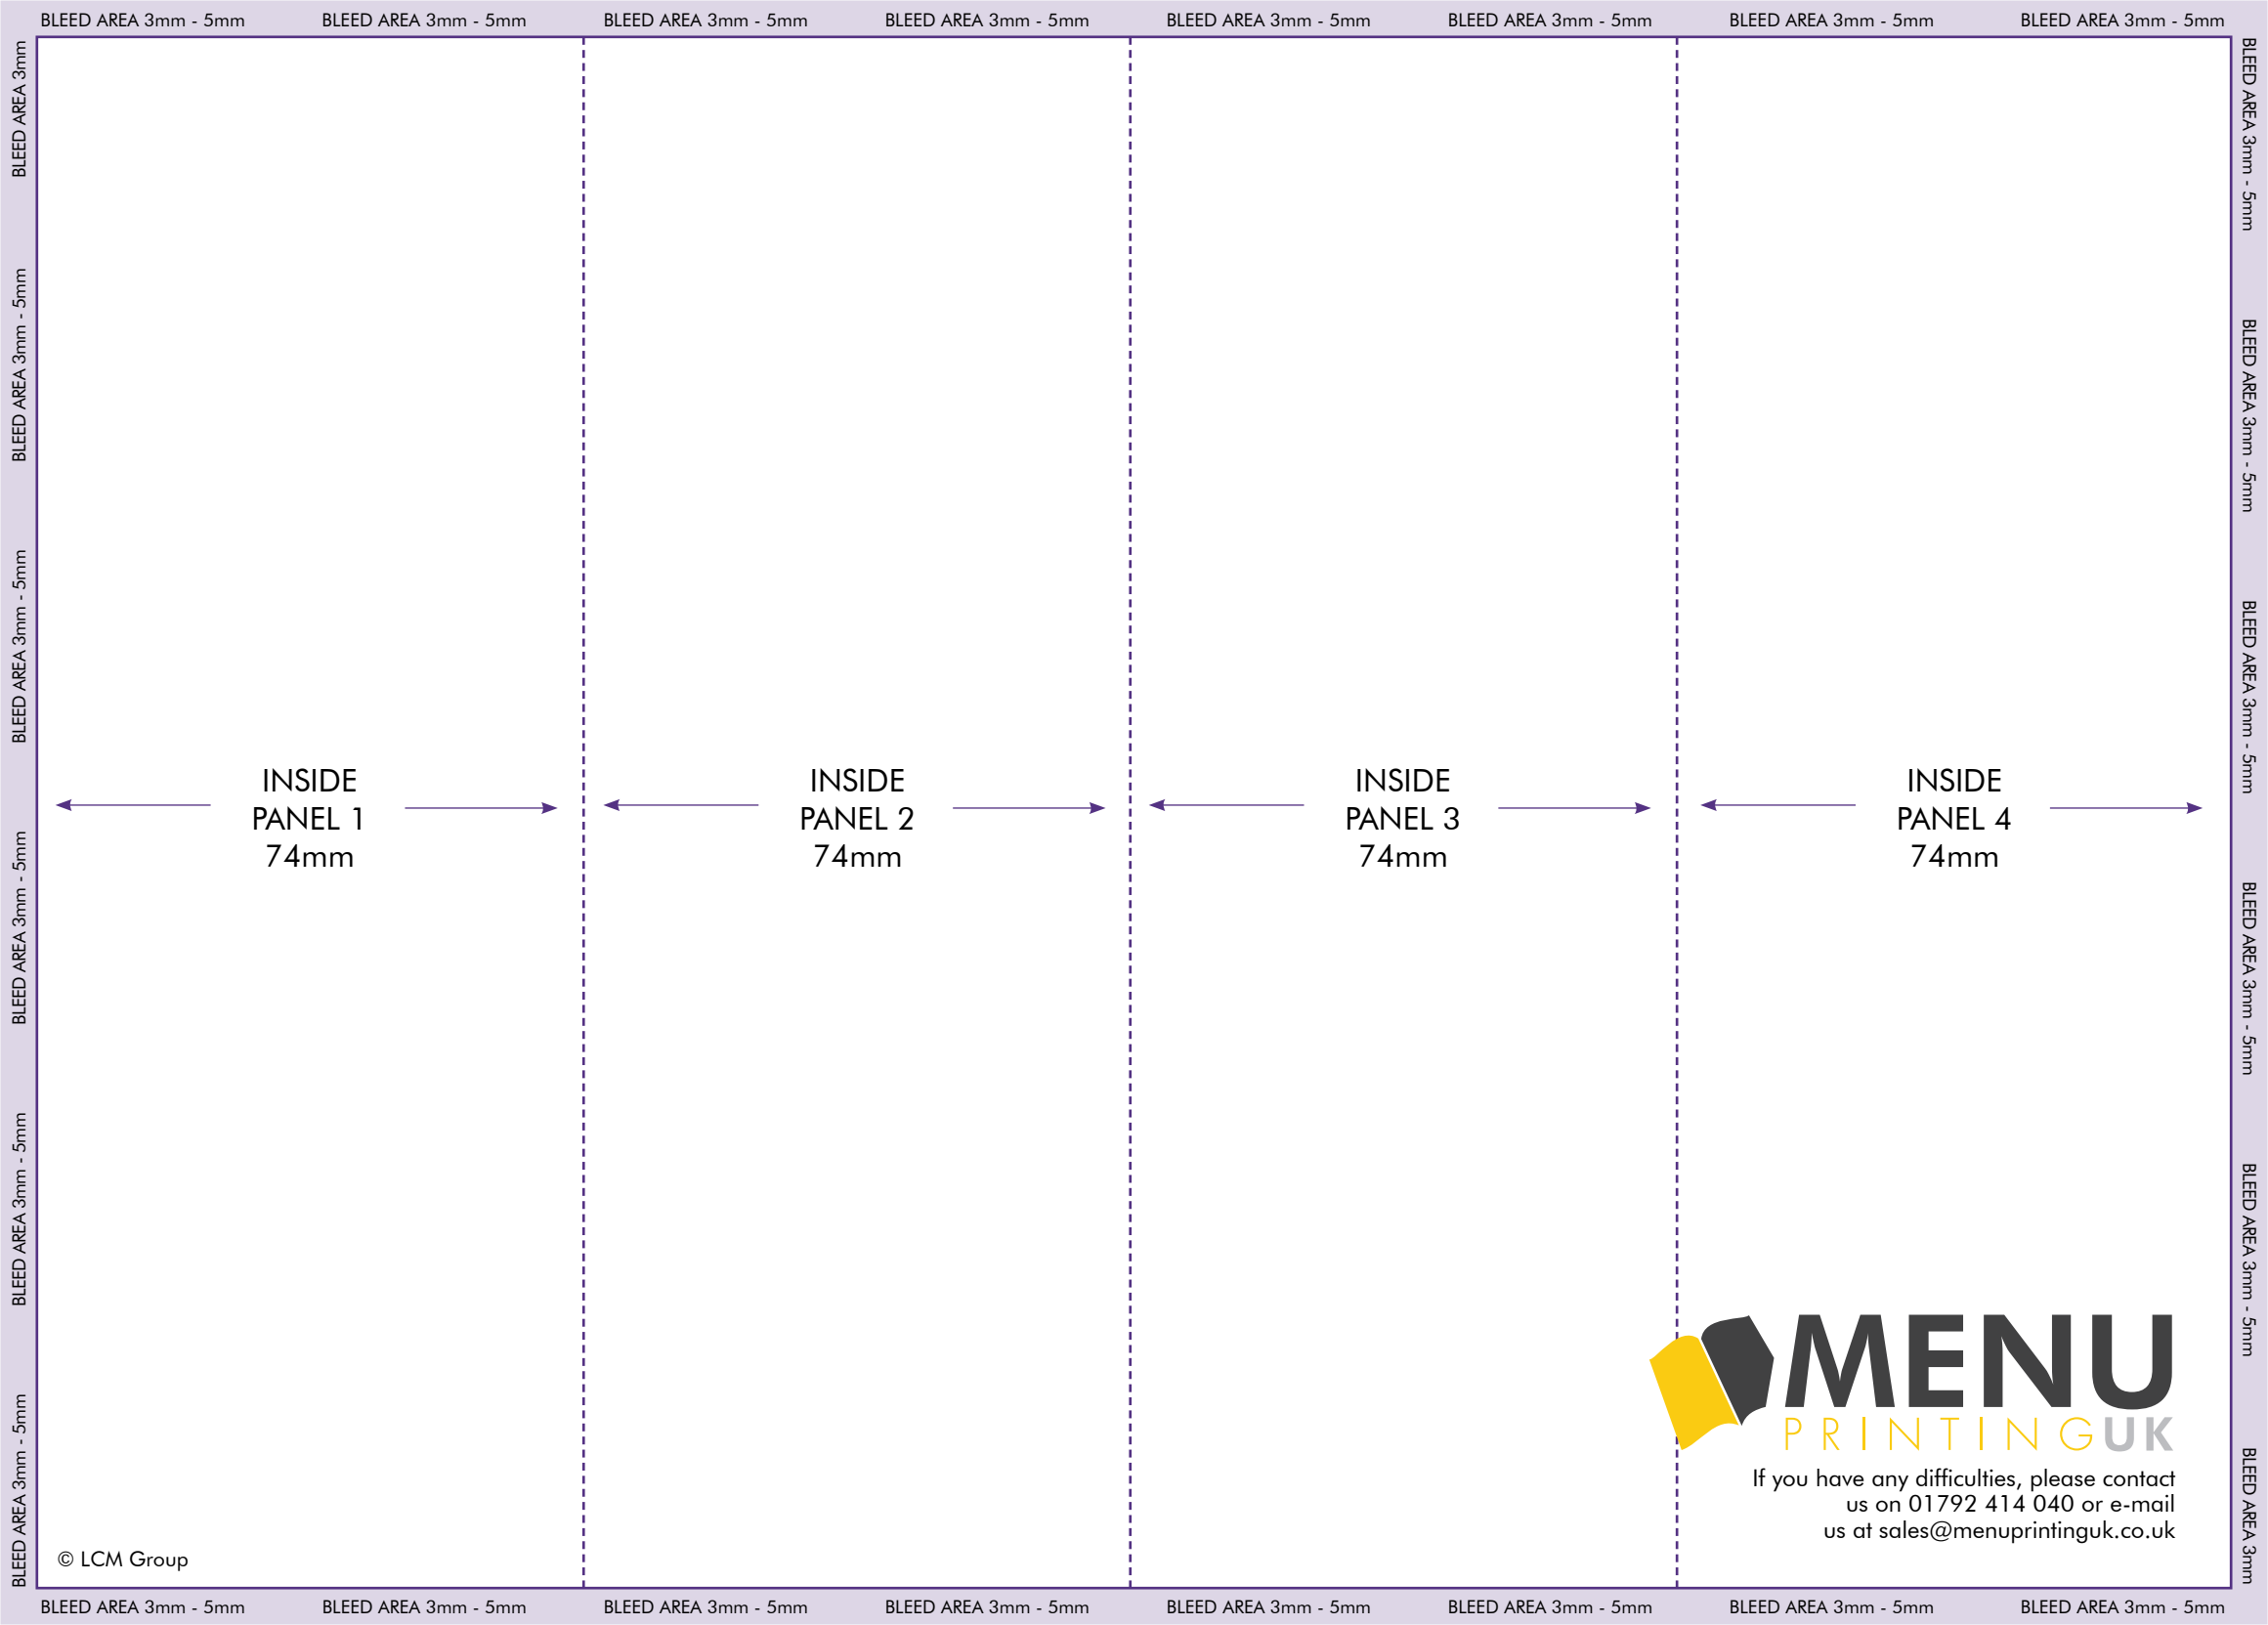 BLEED AREA 3mm - 5mm BLEED AREA 3mm - 5mm BLEED AREA 3mm - 5mm BLEED AREA 3mm - 5mm BLEED AREA 3mm - 5mm BLEED AREA 3mm - 5mm BLEED AREA 3mm - 5mm BLEED AREA 3mm - 5mm
BLEED AREA 3mm - 5mm BLEED AREA 3mm - 5mm BLEED AREA 3mm - 5mm BLEED AREA 3mm - 5mm BLEED AREA 3mm - 5mm BLEED AREA 3mm
INSIDE
PANEL 1
74mm
INSIDE
PANEL 2
74mm
INSIDE
PANEL 3
74mm
INSIDE
PANEL 4
74mm
MENU
PRINTINGUK
If you have any difficulties, please contact
us on 01792 414 040 or e-mail
us at sales@menuprintinguk.co.uk
© LCM Group
BLEED AREA 3mm - 5mm BLEED AREA 3mm - 5mm BLEED AREA 3mm - 5mm BLEED AREA 3mm - 5mm BLEED AREA 3mm - 5mm BLEED AREA 3mm
BLEED AREA 3mm - 5mm BLEED AREA 3mm - 5mm BLEED AREA 3mm - 5mm BLEED AREA 3mm - 5mm BLEED AREA 3mm - 5mm BLEED AREA 3mm - 5mm BLEED AREA 3mm - 5mm BLEED AREA 3mm - 5mm